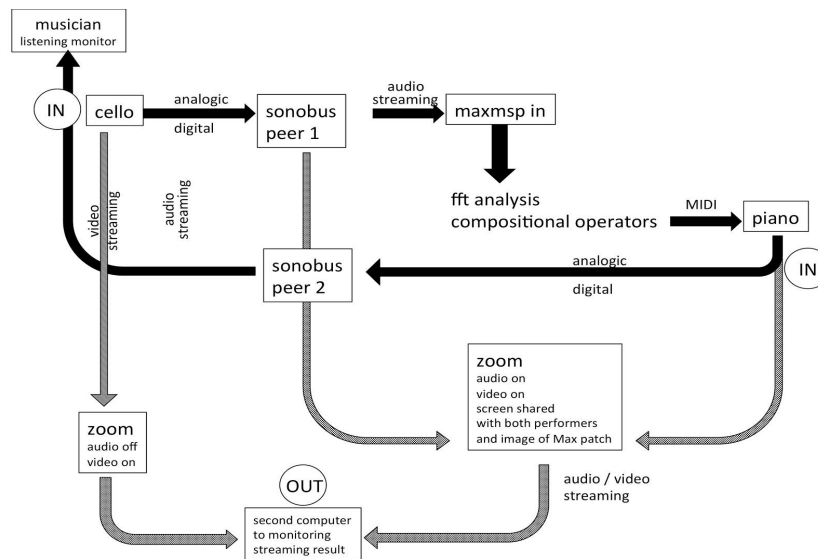 musician
listening monitor
IN
cello
analogic
digital
sonobus
peer 1
audio
streaming
maxmsp in
video
streaming
audio
streaming
fft analysis
compositional operators
MIDI
piano
sonobus
peer 2
analogic
digital
IN
zoom
audio on
video on
screen shared
with both performers
and image of Max patch
zoom
audio off
video on
OUT
audio / video
streaming
second computer
to monitoring
streaming result